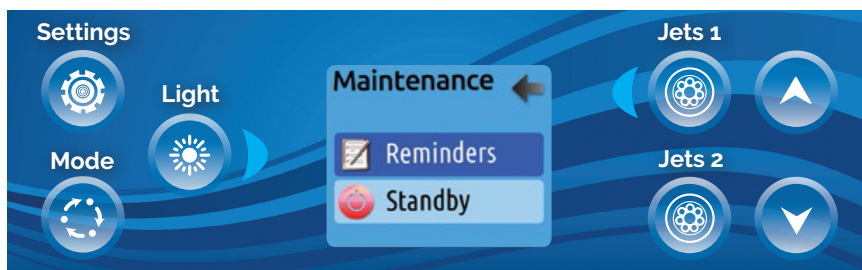 Settings
Light
Mode
Maintenance
Reminders
Standby
Jets 1
Jets 2